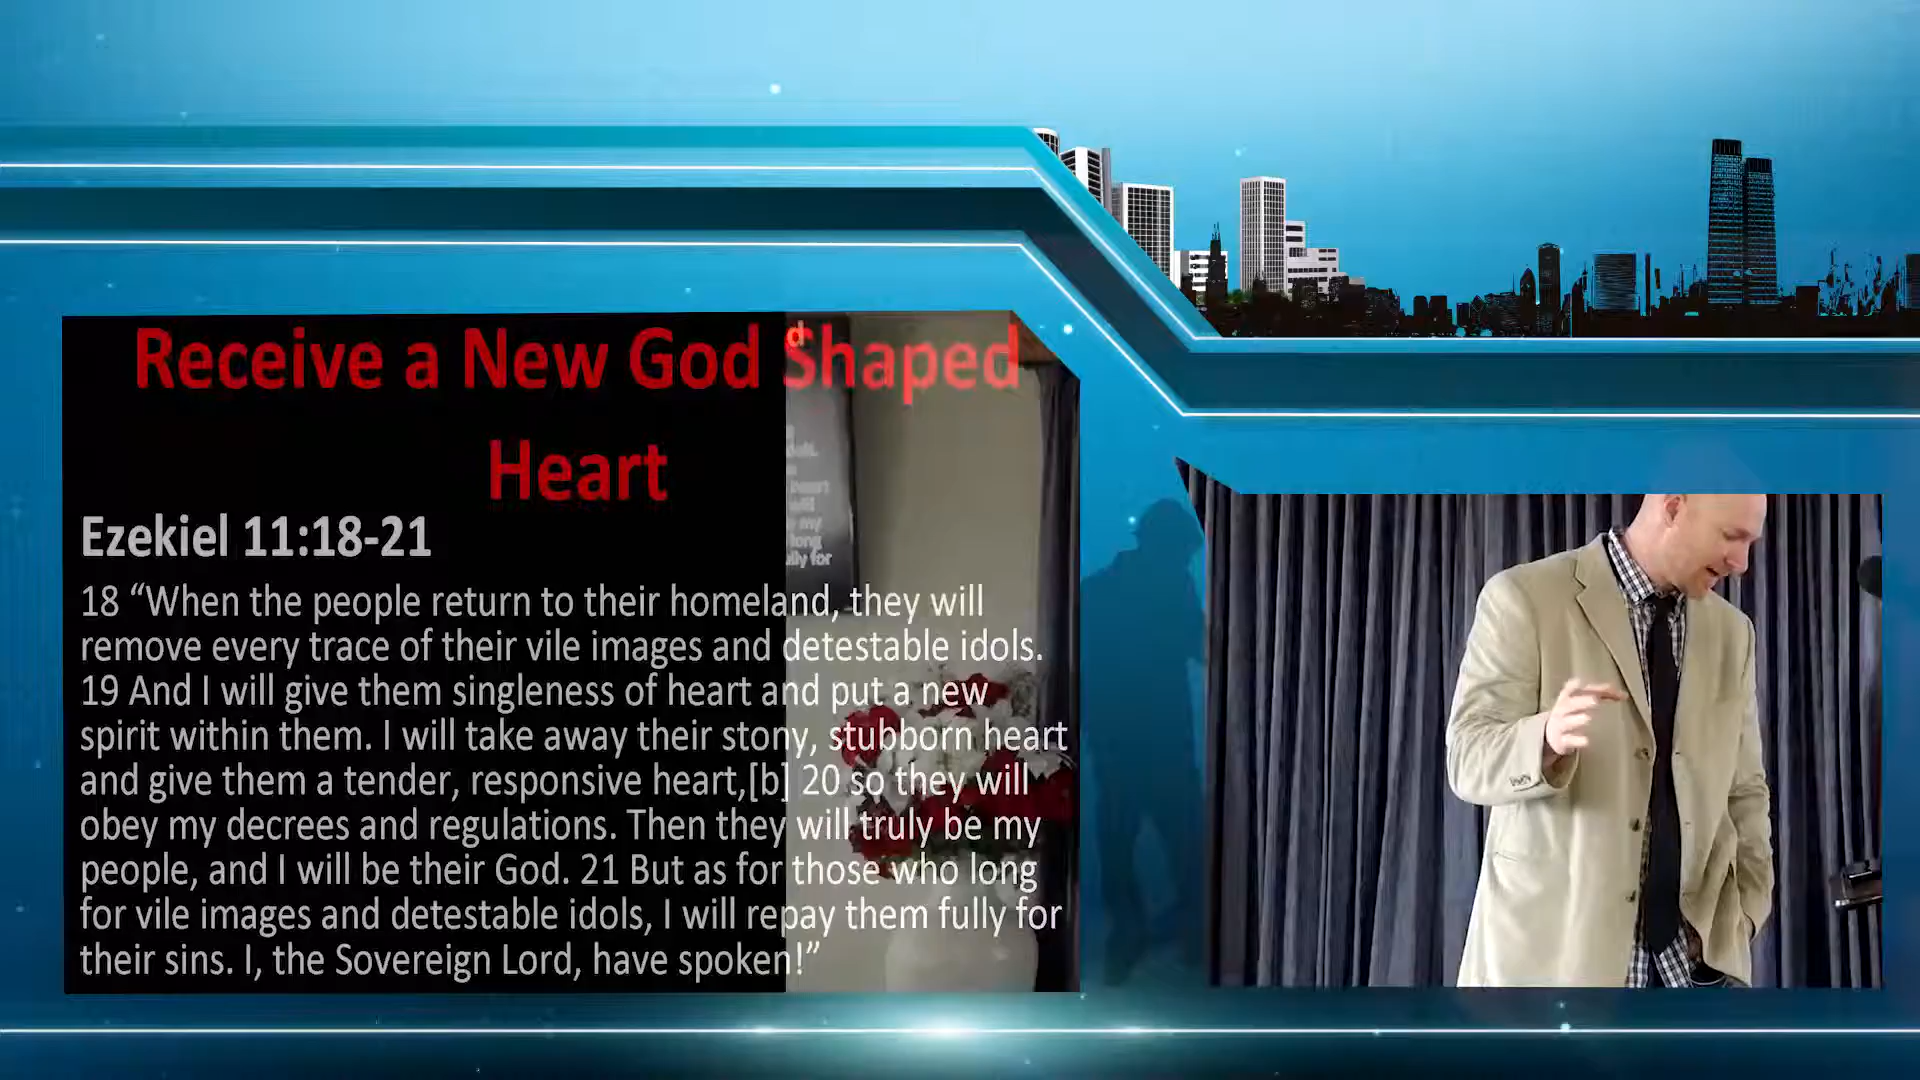 Receive a New God Shaped
Heart
Ezekiel 11:18-21
18 “When the people return to their homeland, they will
remove every trace of their vile images and detestable idols.
19 And I will give them singleness of heart and put a new
spirit within them. I will take away their stony, stubborn heart
and give them a tender, responsive heart,[b] 20 so they will
obey my decrees and regulations. Then they will truly be my
people, and I will be their God. 21 But as for those who long
for vile images and detestable idols, I will repay them fully for
their sins. I, the Sovereign Lord, have spoken!”